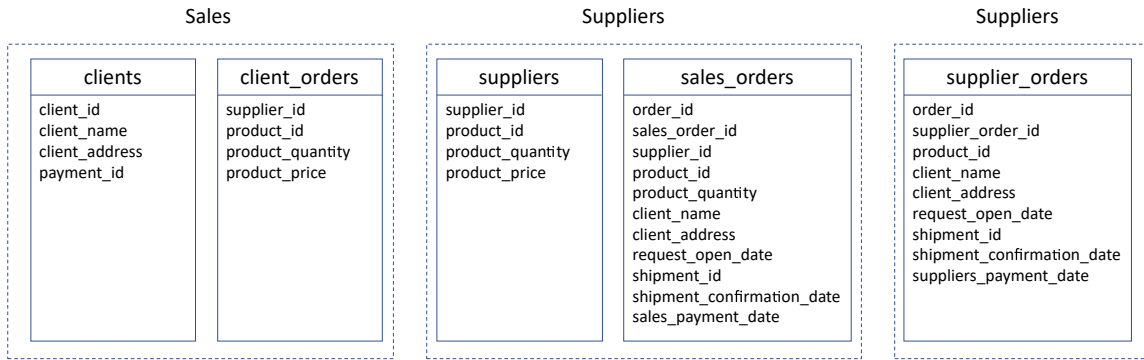 Sales
clients
client_id
client_name
client_address
payment_id
client_orders
supplier_id
product_id
product_quantity
product_price
Suppliers
suppliers
supplier_id
product_id
product_quantity
product_price
sales_orders
order_id
sales_order_id
supplier_id
product_id
product_quantity
client_name
client_address
request_open_date
shipment_id
shipment_confirmation_date
sales_payment_date
Suppliers
supplier_orders
order_id
supplier_order_id
product_id
client_name
client_address
request_open_date
shipment_id
shipment_confirmation_date
suppliers_payment_date